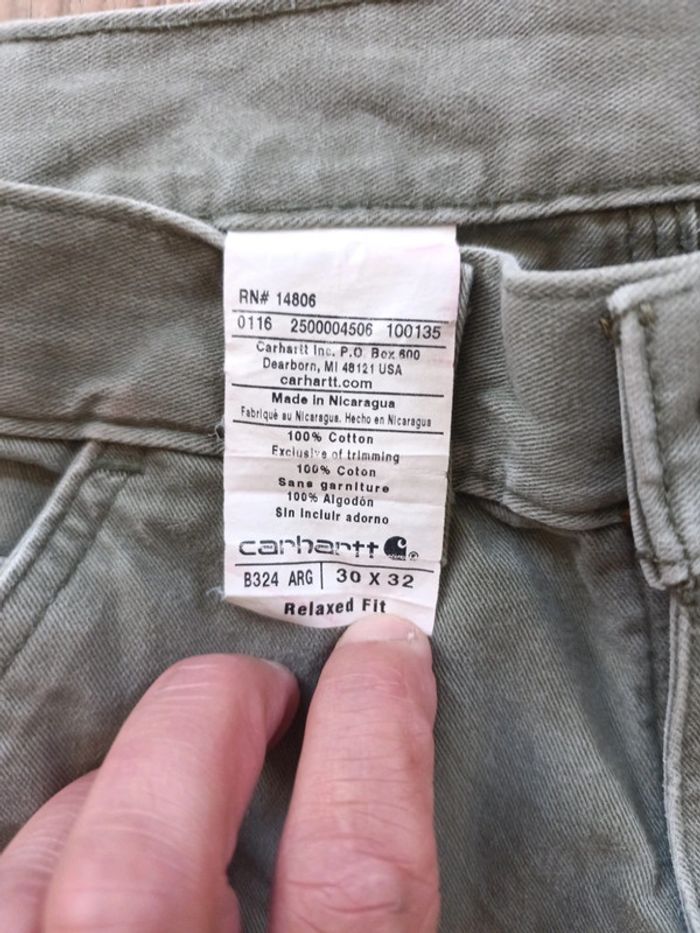 RN# 14806
0116 2500004506 100135
Carhartt Inc. P.O. Box 600
Dearborn, MI 48121 USA
carhartt.com
Made in Nicaragua
Fabriqué au Nicaragua. Hecho en Nicaragua
100% Cotton
Exclusive of trimming
100% Coton
Sans garniture
100% Algodón
Sin incluir adorno
carhartt
B324 ARG 30 X 32
Relaxed Fit